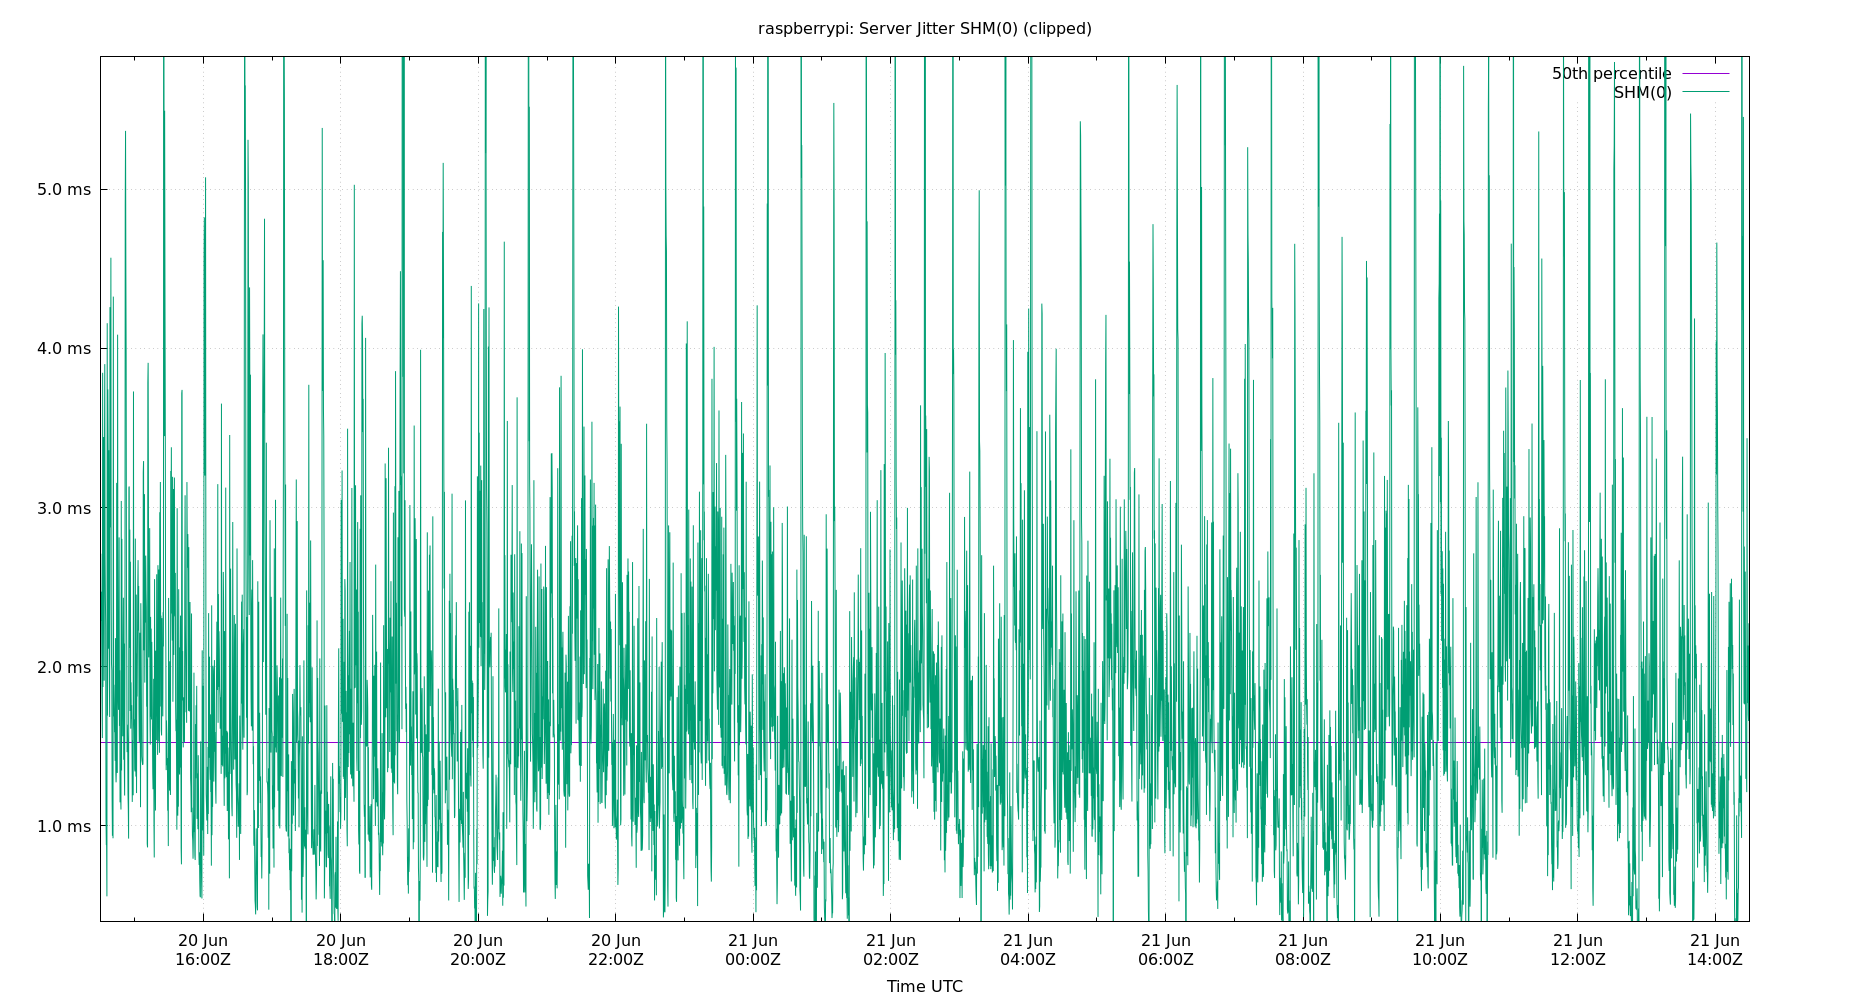 raspberrypi: Server Jitter SHM(0) (clipped)
50th percentile
SHM(0)
5.0 ms
4.0 ms
3.0 ms
2.0 ms
1.0 ms
20 Jun 20 Jun 20 Jun 20 Jun 21 Jun 21 Jun 21 Jun 21 Jun 21 Jun 21 Jun 21 Jun 21 Jun
16:00Z 18:00Z 20:00Z 22:00Z 00:00Z 02:00Z 04:00Z 06:00Z 08:00Z 10:00Z 12:00Z 14:00Z
Time UTC